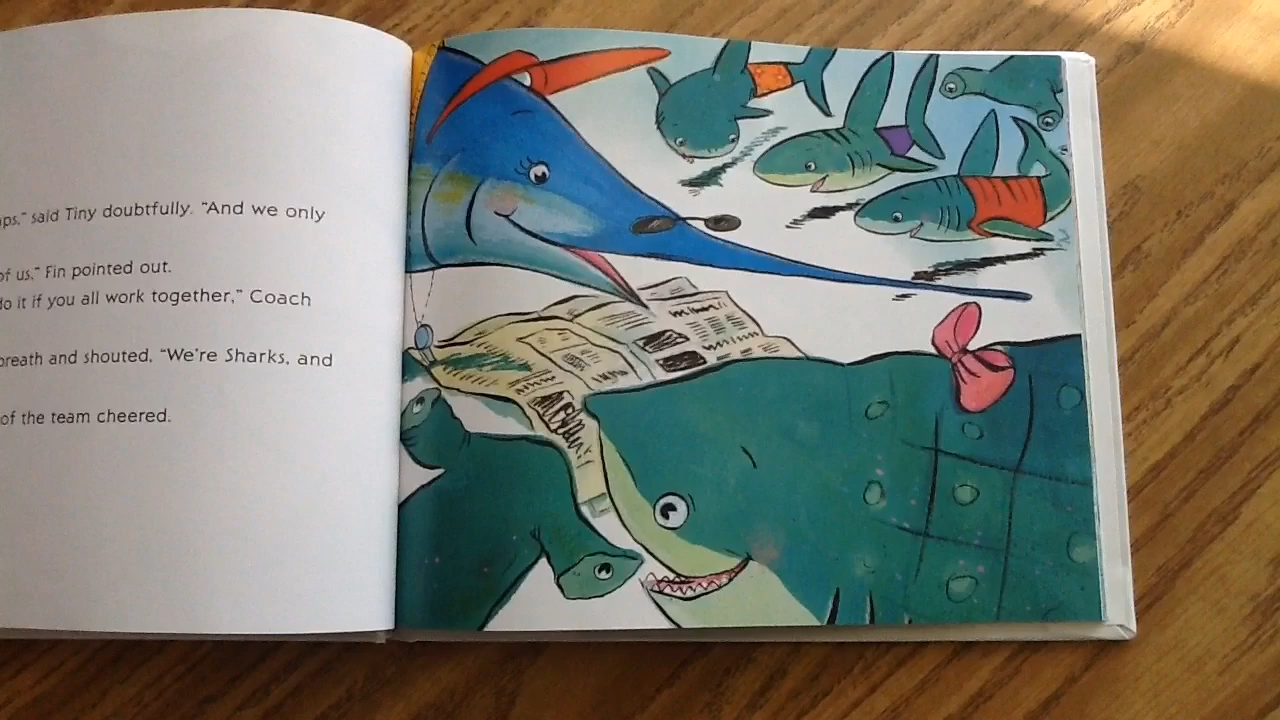 said Tiny doubtfully. "And we only
of us," Fin pointed out.
do it if you all work together," Coach
breath and shouted, "We're Sharks, and
of the team cheered.